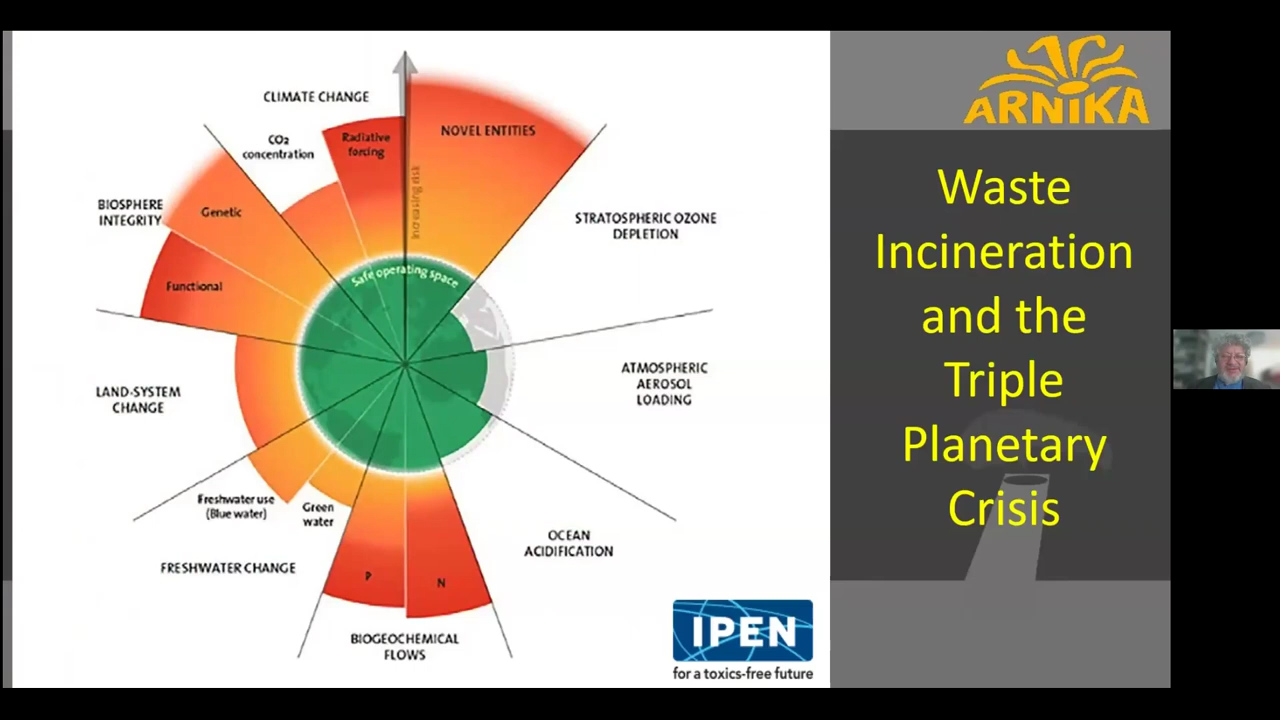 CLIMATE CHANGE
CO2
concentration
Radiative
forcing
NOVEL ENTITIES
Increasing risk
STRATOSPHERIC OZONE
DEPLETION
ATMOSPHERIC
AEROSOL
LOADING
OCEAN
ACIDIFICATION
BIOGEOCHEMICAL
FLOWS
P
N
FRESHWATER CHANGE
Green
water
Freshwater use
(Blue water)
LAND-SYSTEM
CHANGE
BIOSPHERE
INTEGRITY
Genetic
Functional
Safe operating space
IPEN
for a toxics-free future
ARNIKA
Waste
Incineration
and the
Triple
Planetary
Crisis